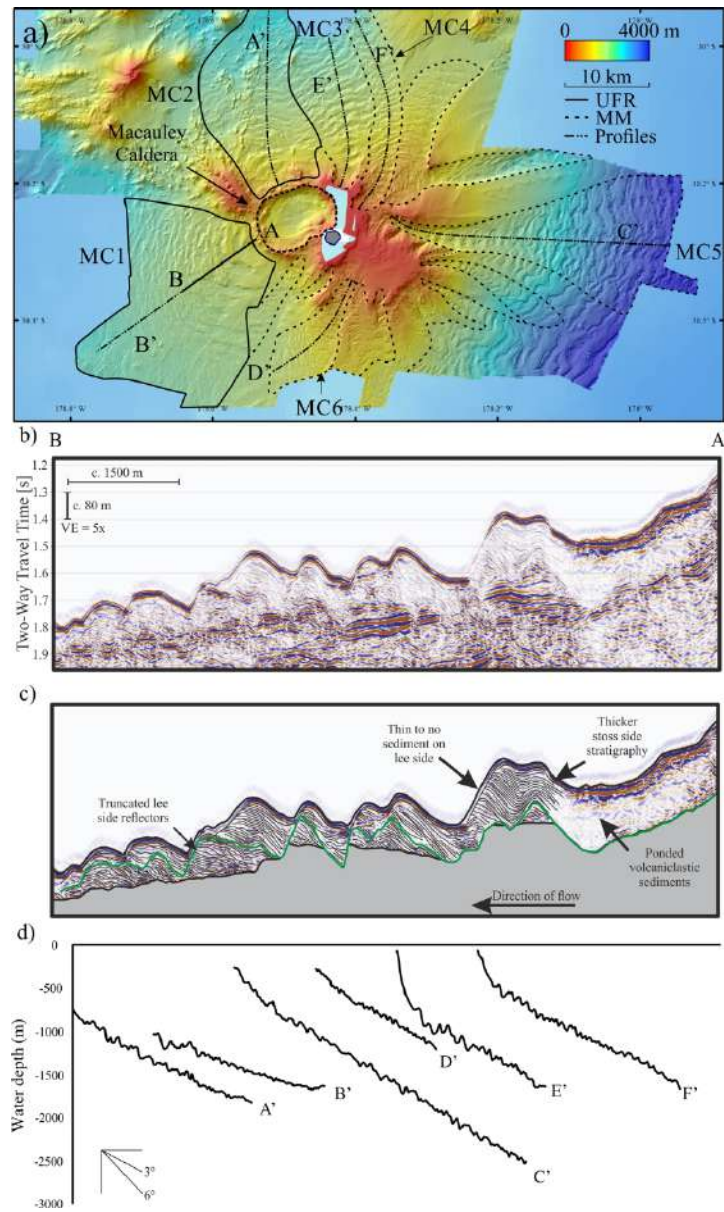 a)
A'
MC3
F'
MC4
0
4000 m
10 km
UFR
MM
Profiles
E'
MC2
Macauley
Caldera
A
MC1
C'
MC5
B
B'
D'
MC6
178.2° W
178° W
b)
B
A
c. 1500 m
c. 80 m
VE = 5x
Two-Way Travel Time [s]
1.2
1.3
1.4
1.5
1.6
1.7
1.8
1.9
c)
Thin to no
sediment on
lee side
Thicker
stoss side
stratigraphy
Truncated lee
side reflectors
Ponded
volcaniclastic
sediments
Direction of flow
d)
Water depth (m)
0
-500
-1000
-1500
-2000
-2500
-3000
A'
B'
C'
D'
E'
F'
3°
6°